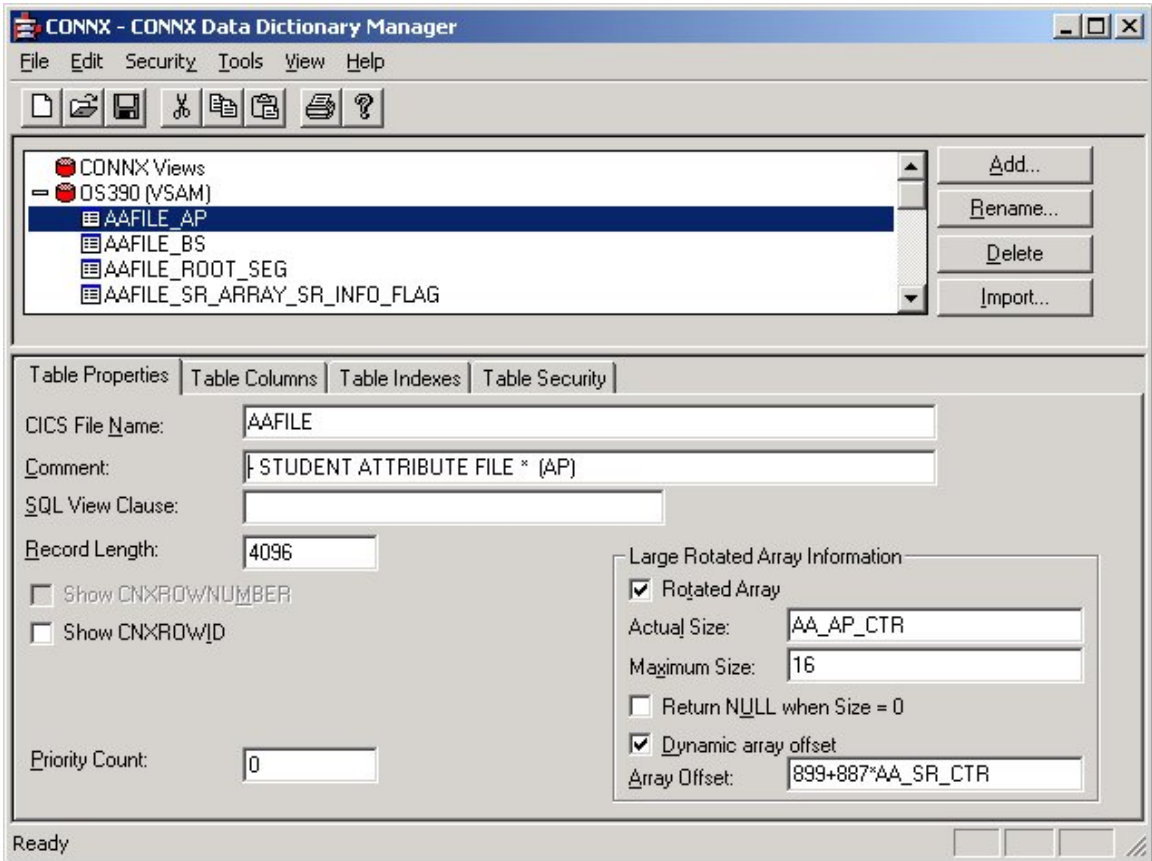 CONNX - CONNX Data Dictionary Manager
File Edit Security Tools View Help
CONNX Views
OS390 (VSAM)
AAFILE_AP
AAFILE_BS
AAFILE_ROOT_SEG
AAFILE_SR_ARRAY_SR_INFO_FLAG
Add...
Rename...
Delete
Import...
Table Properties Table Columns Table Indexes Table Security
CICS File Name: AAFILE
Comment: - STUDENT ATTRIBUTE FILE * (AP)
SQL View Clause:
Record Length: 4096
Show CNXROWNUMBER
Show CNXROWID
Priority Count: 0
Large Rotated Array Information
Rotated Array
Actual Size: AA_AP_CTR
Maximum Size: 16
Return NULL when Size = 0
Dynamic array offset
Array Offset: 899+887*AA_SR_CTR
Ready